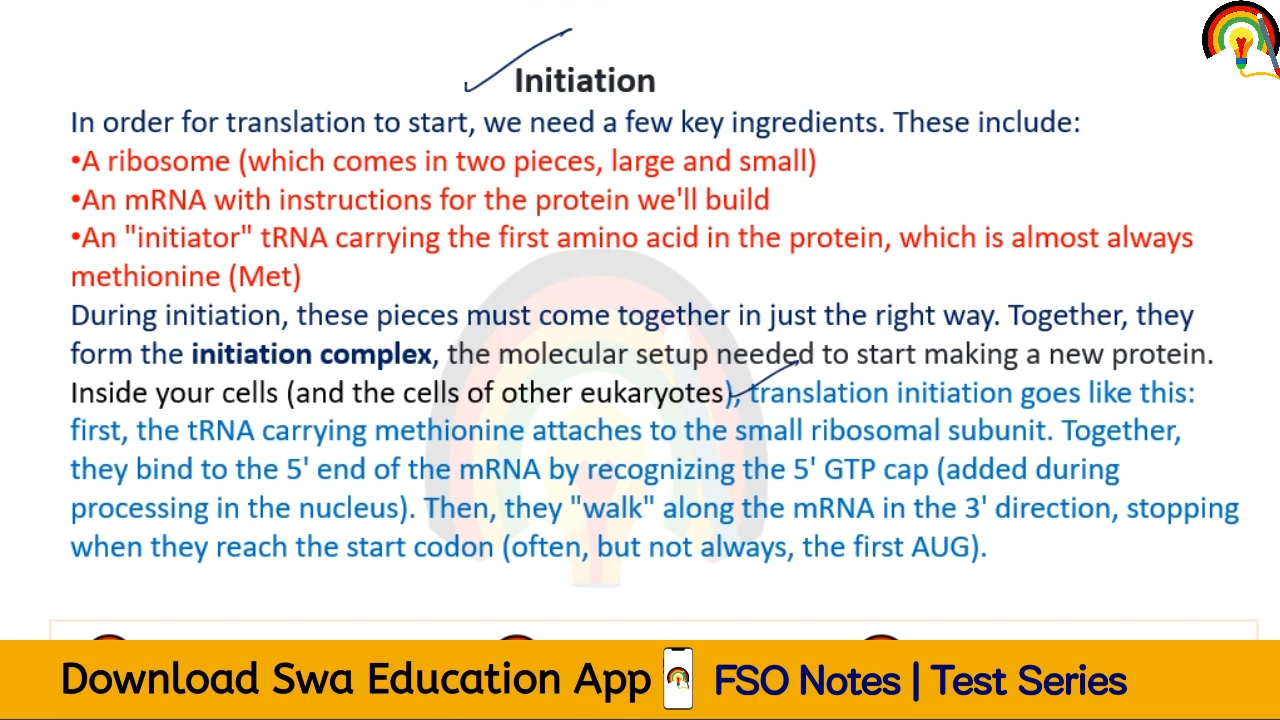 Initiation
In order for translation to start, we need a few key ingredients. These include:
•A ribosome (which comes in two pieces, large and small)
•An mRNA with instructions for the protein we'll build
•An "initiator" tRNA carrying the first amino acid in the protein, which is almost always
methionine (Met)
During initiation, these pieces must come together in just the right way. Together, they
form the initiation complex, the molecular setup needed to start making a new protein.
Inside your cells (and the cells of other eukaryotes), translation initiation goes like this:
first, the tRNA carrying methionine attaches to the small ribosomal subunit. Together,
they bind to the 5' end of the mRNA by recognizing the 5' GTP cap (added during
processing in the nucleus). Then, they "walk" along the mRNA in the 3' direction, stopping
when they reach the start codon (often, but not always, the first AUG).
Download Swa Education App FSO Notes | Test Series